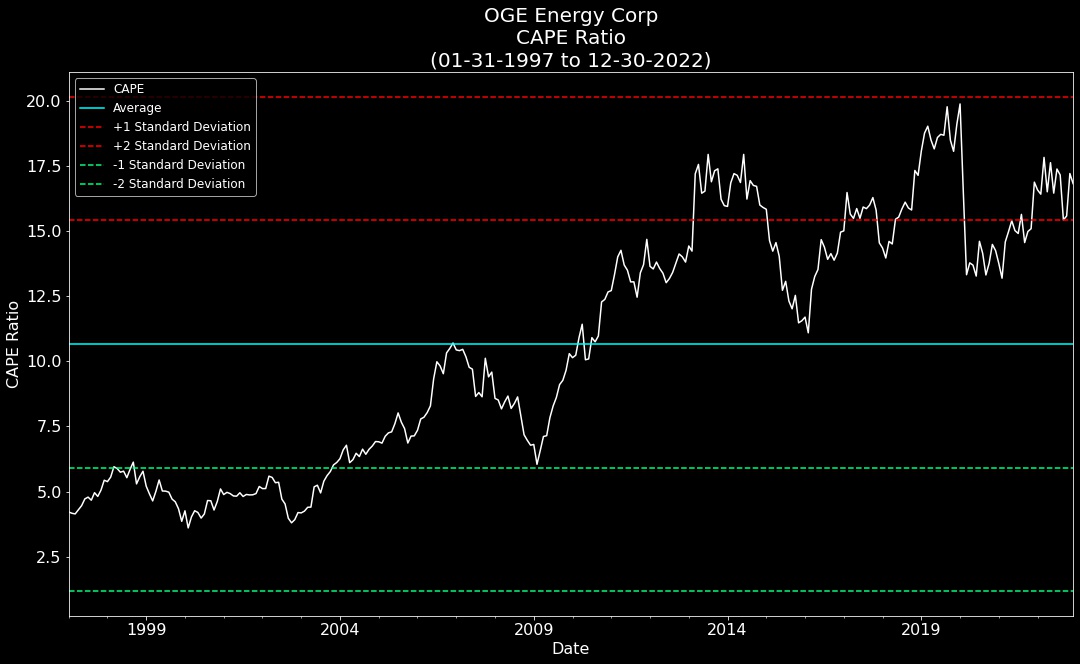 OGE Energy Corp
CAPE Ratio
(01-31-1997 to 12-30-2022)
CAPE
Average
+1 Standard Deviation
+2 Standard Deviation
-1 Standard Deviation
-2 Standard Deviation
20.0
17.5
15.0
12.5
10.0
7.5
5.0
2.5
CAPE Ratio
1999 2004 2009 2014 2019
Date